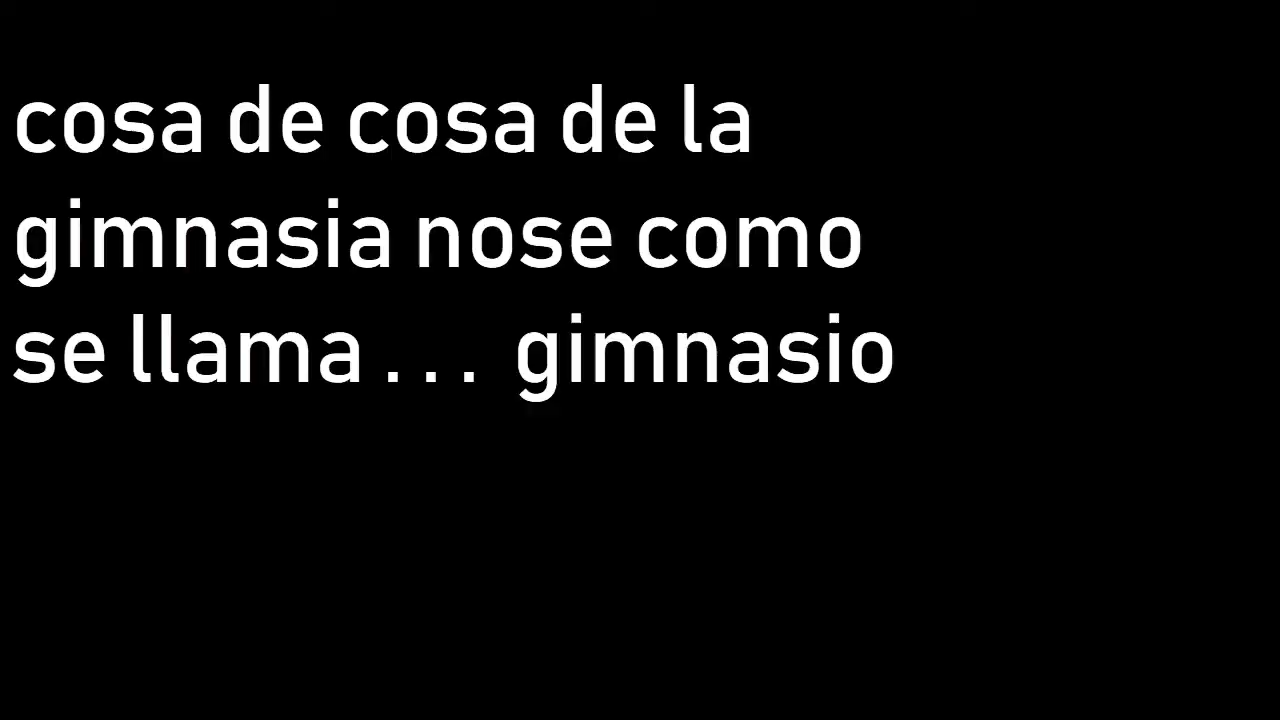 cosa de cosa de la
gimnasia nose como
se llama . . . gimnasio